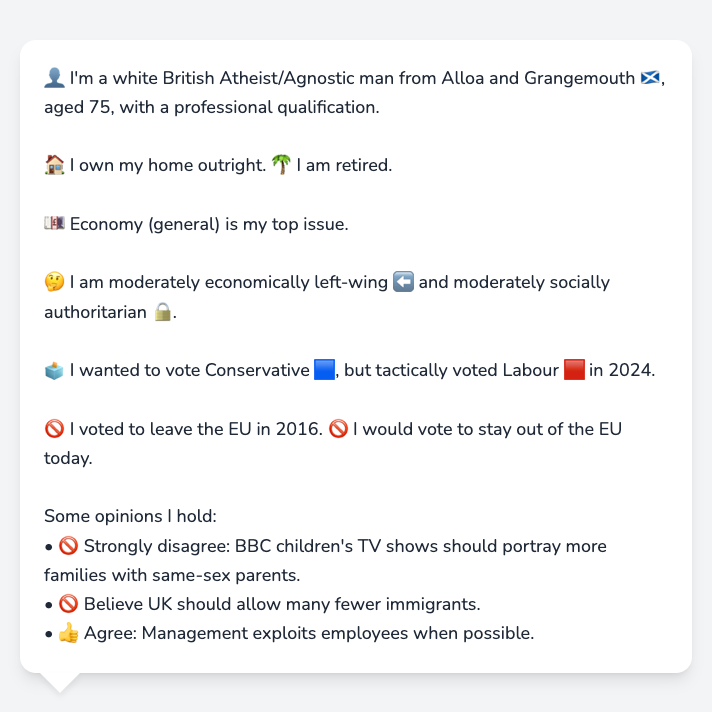 👤 I'm a white British Atheist/Agnostic man from Alloa and Grangemouth 🏴󠁧󠁢󠁳󠁣󠁴󠁿,
aged 75, with a professional qualification.
🏠 I own my home outright. 🌴 I am retired.
💷 Economy (general) is my top issue.
🤔 I am moderately economically left-wing ⬅️ and moderately socially
authoritarian 🔒.
🗳️ I wanted to vote Conservative 🟦, but tactically voted Labour 🟥 in 2024.
🚫 I voted to leave the EU in 2016. 🚫 I would vote to stay out of the EU
today.
Some opinions I hold:
• 🚫 Strongly disagree: BBC children's TV shows should portray more
families with same-sex parents.
• 🚫 Believe UK should allow many fewer immigrants.
• 👍 Agree: Management exploits employees when possible.